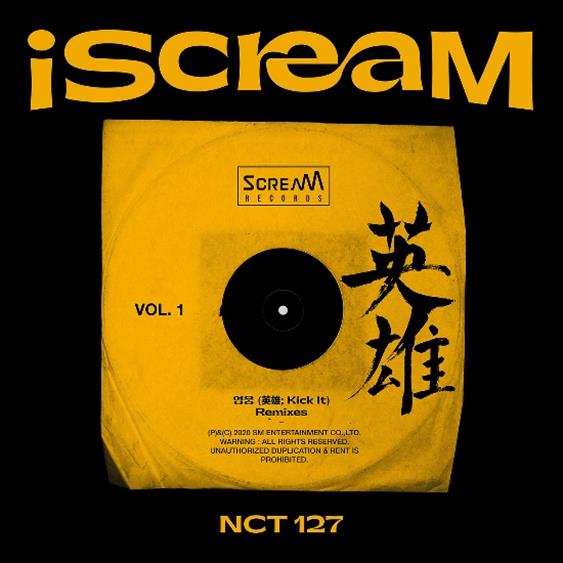 iScreaM
SCREAM
RECORDS
英
雄
VOL. 1
영웅 (英雄; Kick It)
Remixes
(P)&(C) 2020 SM ENTERTAINMENT CO.,LTD.
WARNING : ALL RIGHTS RESERVED.
UNAUTHORIZED DUPLICATION & RENT IS
PROHIBITED.
NCT 127